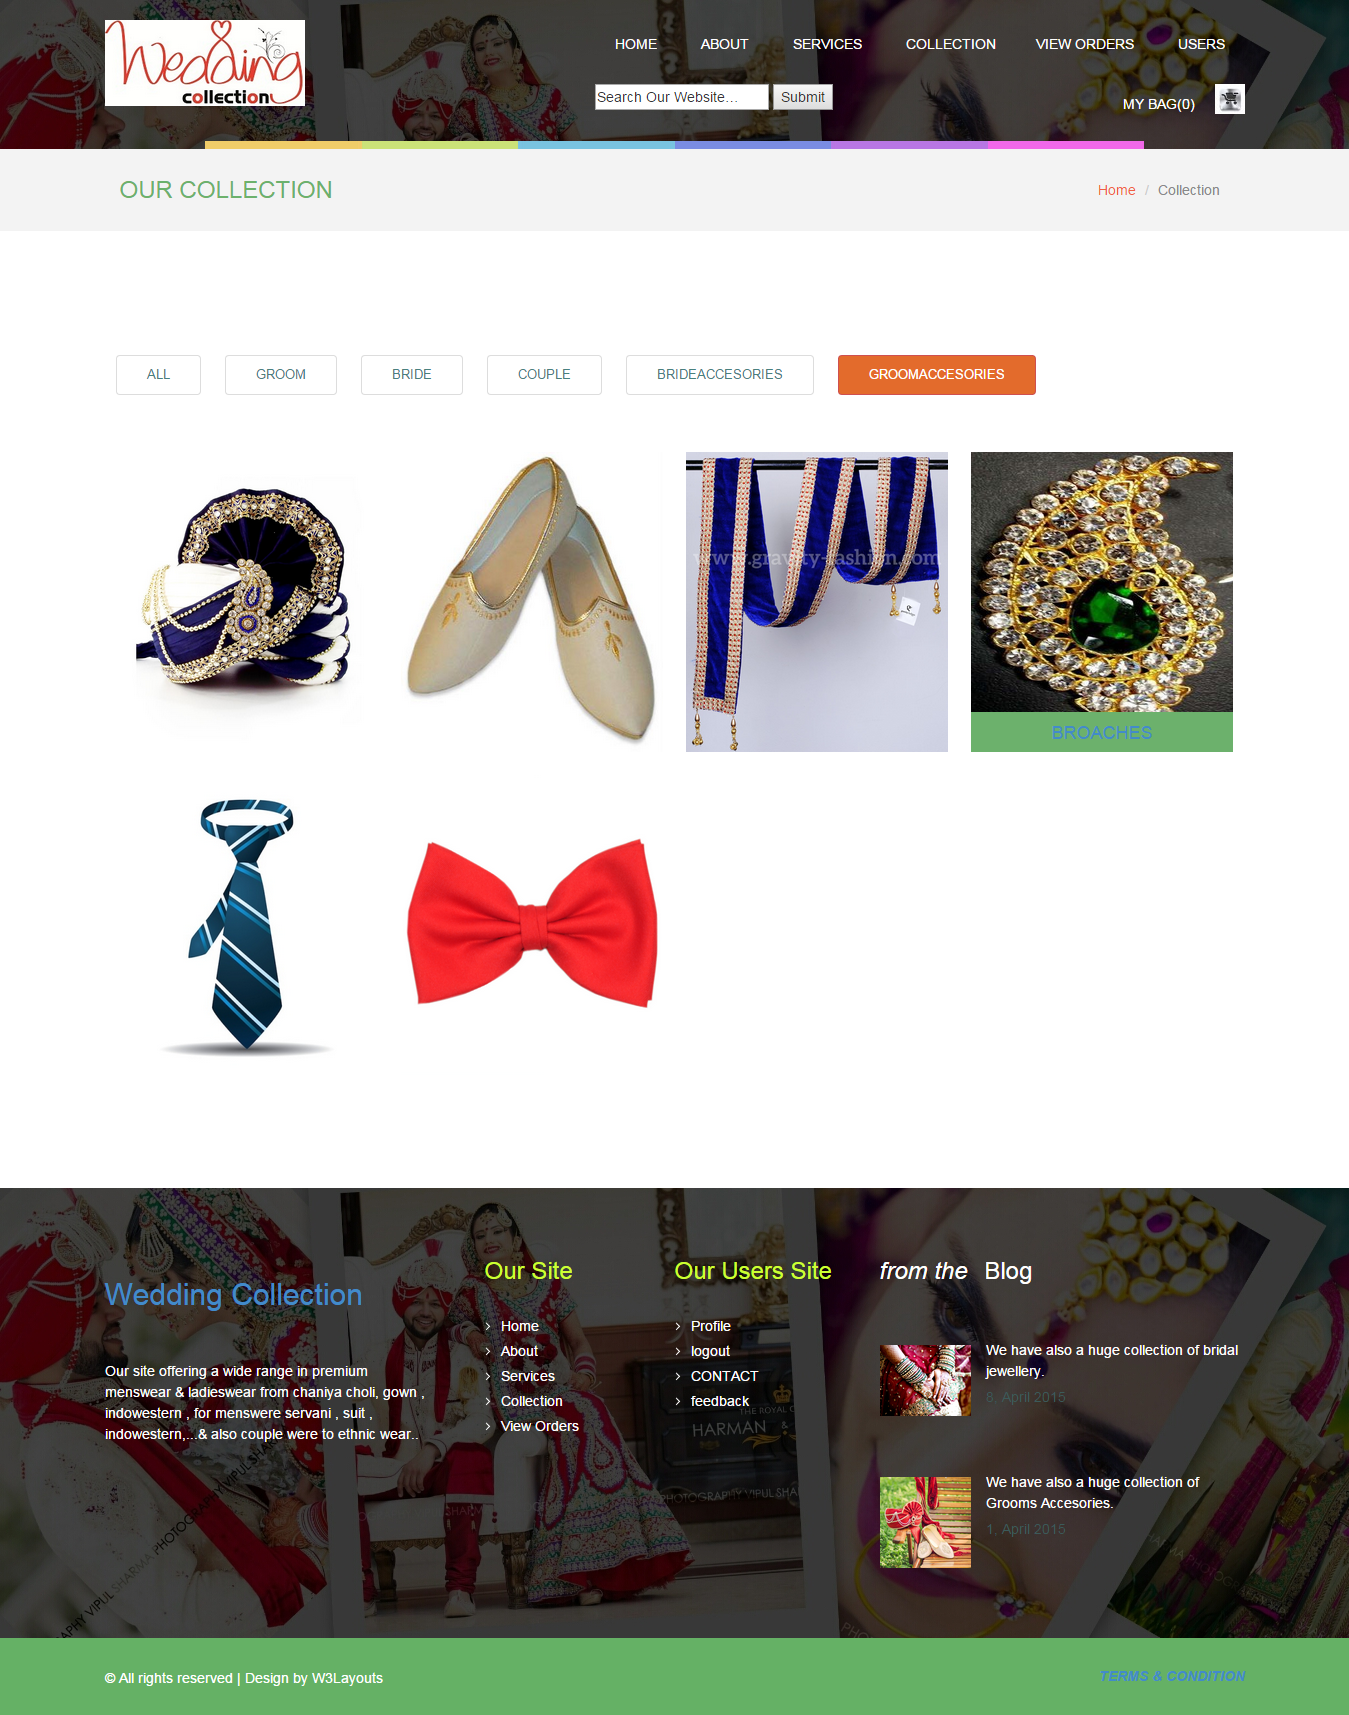 Wedding
collection
HOME ABOUT SERVICES COLLECTION VIEW ORDERS USERS
Search Our Website... Submit
MY BAG(0)
OUR COLLECTION
Home / Collection
ALL GROOM BRIDE COUPLE BRIDEACCESORIES GROOMACCESORIES
www.gravity-fashion.com
BROACHES
Wedding Collection
Our site offering a wide range in premium
menswear & ladieswear from chaniya choli, gown ,
indowestern , for menswere servani , suit ,
indowestern,...& also couple were to ethnic wear..
Our Site
Home
About
Services
Collection
View Orders
Our Users Site
Profile
logout
CONTACT
feedback
from the Blog
We have also a huge collection of bridal
jewellery.
8, April 2015
We have also a huge collection of
Grooms Accesories.
1, April 2015
HARMAN &
PHOTOGRAPHY VIPUL SHARMA
© All rights reserved | Design by W3Layouts
TERMS & CONDITION